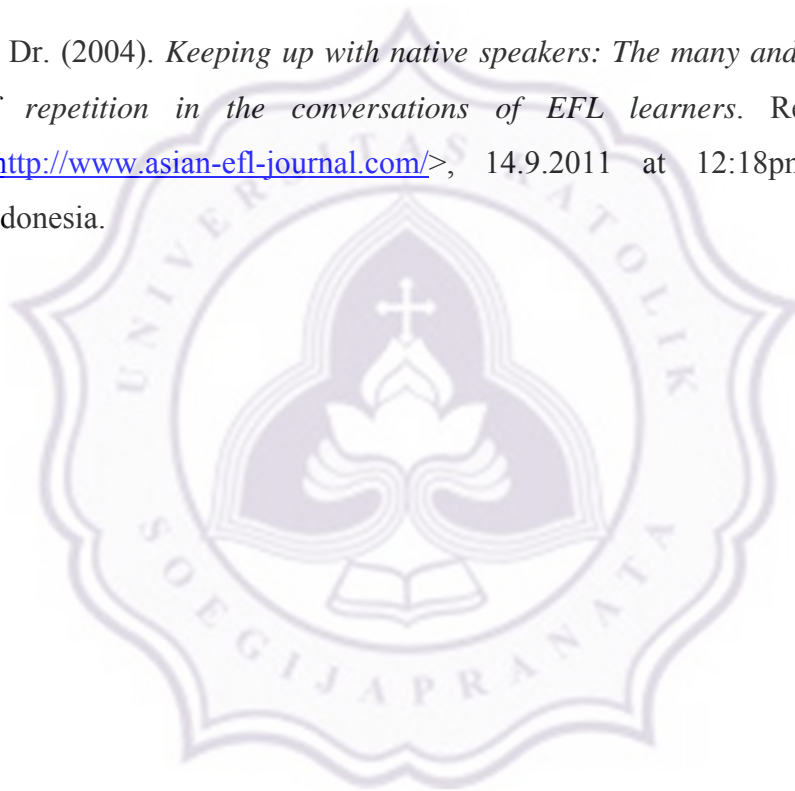 Dr. (2004). Keeping up with native speakers: The many and
repetition in the conversations of EFL learners.
http://www.asian-efl-journal.com/>, 14.9.2011 at 12:18pm
donesia.
UNIVERSITAS KATOLIK
SOEGIJAPRANATA